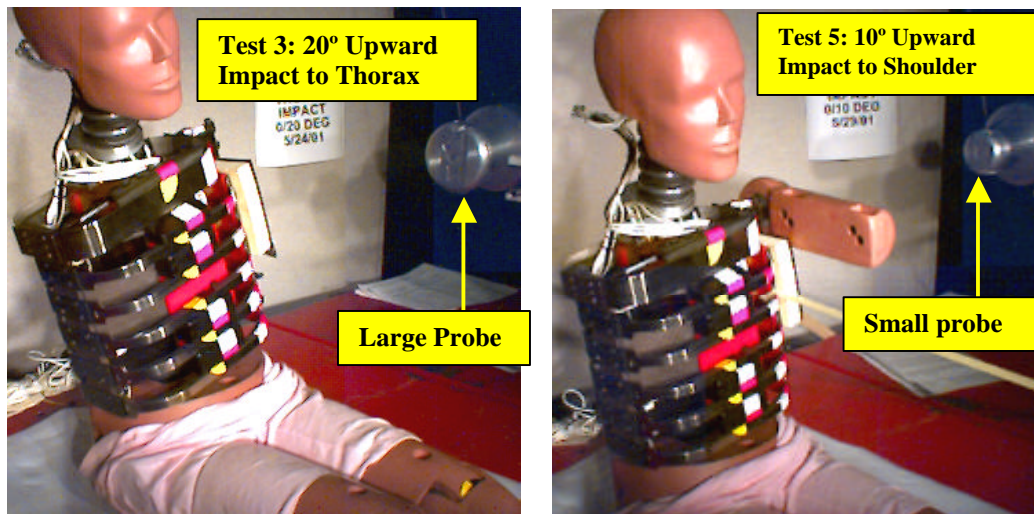 Test 3: 20º Upward
Impact to Thorax
IMPACT
0/20 DEG
5/24/01
Large Probe
Test 5: 10º Upward
Impact to Shoulder
IMPACT
0/10 DEG
5/29/01
Small probe